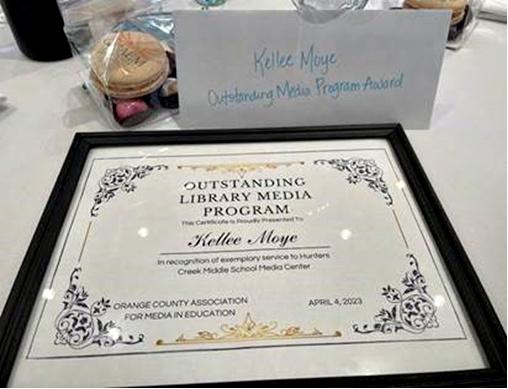 Kellee Moye
Outstanding Media Program Award
OUTSTANDING
LIBRARY MEDIA
PROGRAM
This Certificate is Proudly Presented To
Kellee Moye
In recognition of exemplary service to Hunters
Creek Middle School Media Center
ORANGE COUNTY ASSOCIATION
FOR MEDIA IN EDUCATION
APRIL 4, 2023